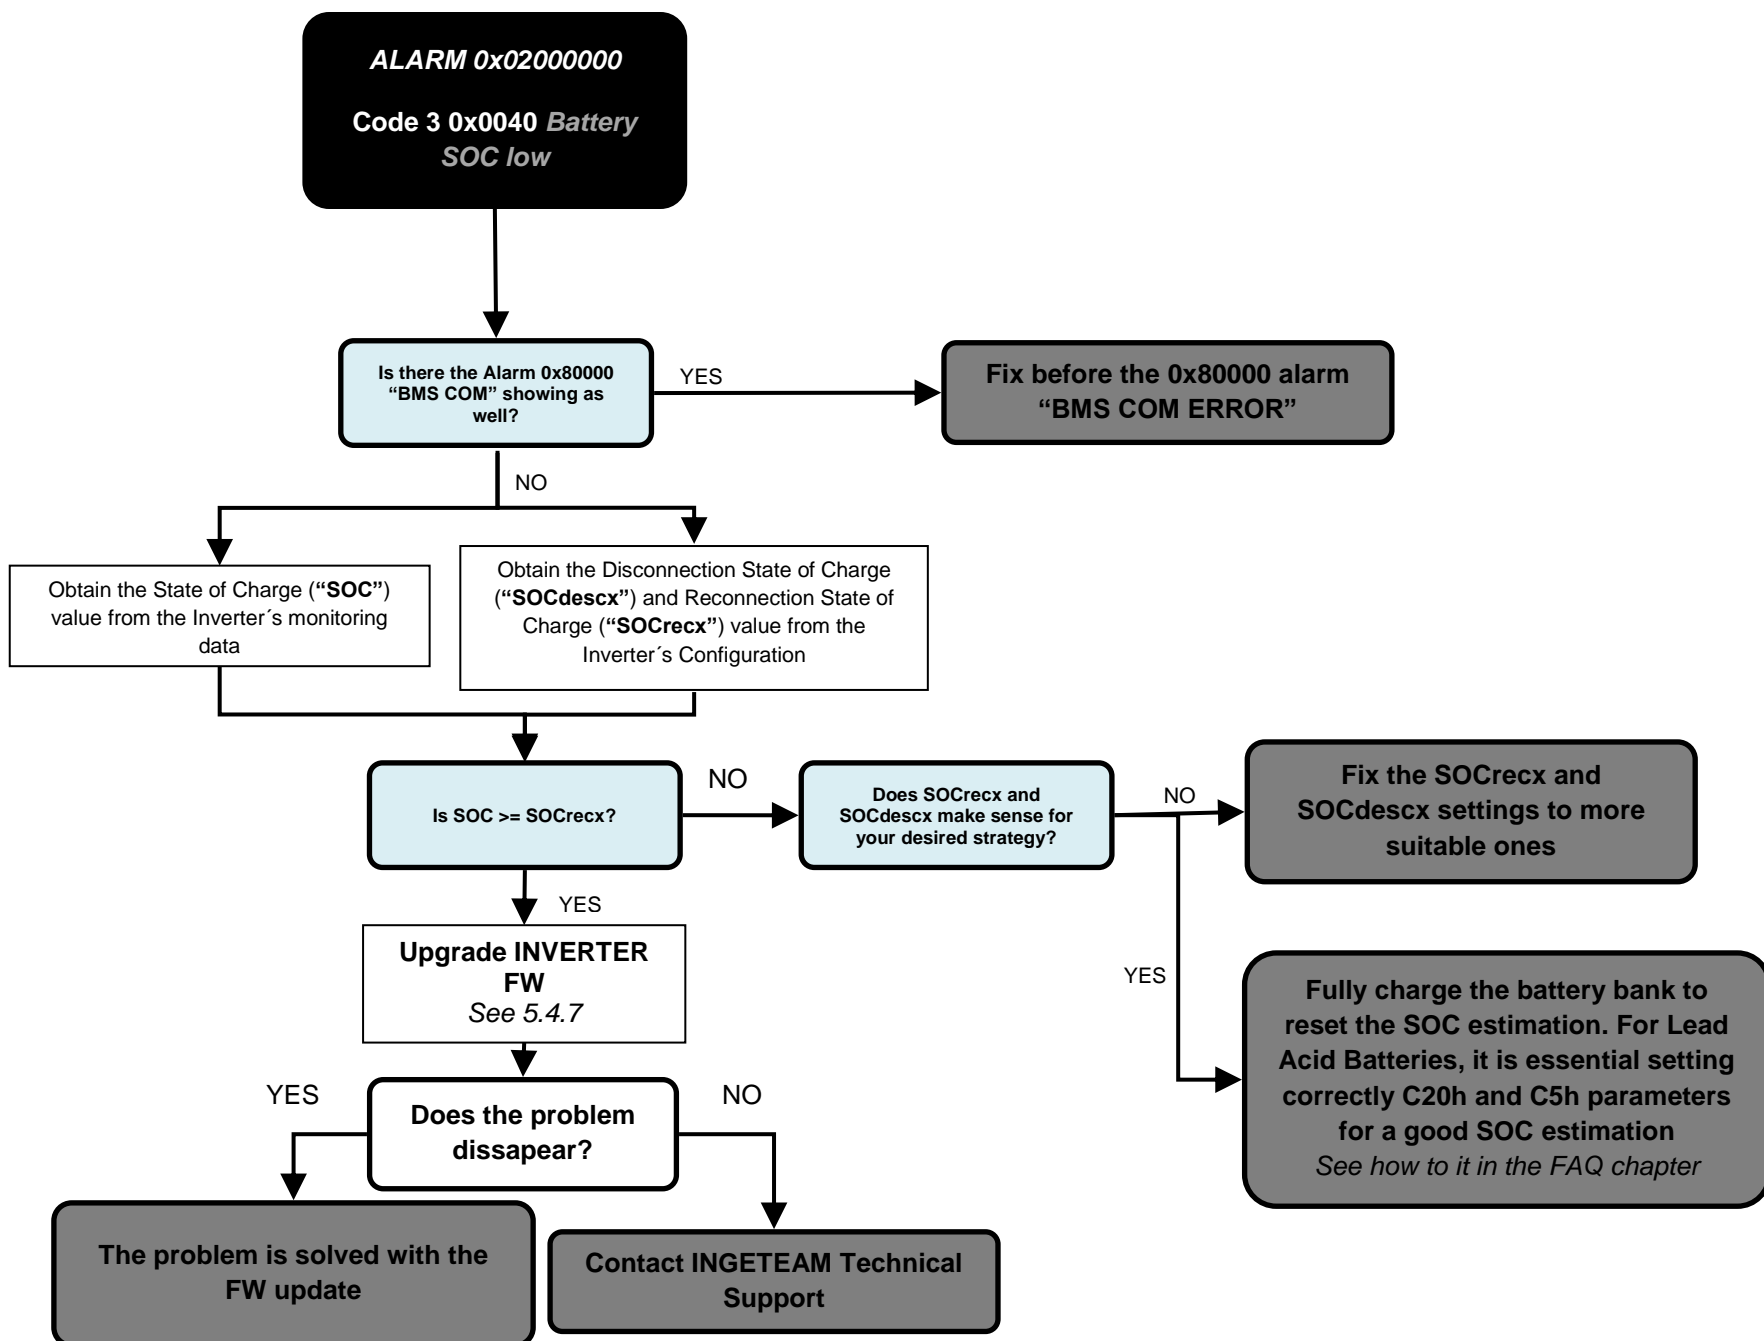 ALARM 0x02000000
Code 3 0x0040 Battery
SOC low
Is there the Alarm 0x80000
“BMS COM” showing as
well?
YES
Fix before the 0x80000 alarm
“BMS COM ERROR”
NO
Obtain the State of Charge (“SOC”)
value from the Inverter´s monitoring
data
Obtain the Disconnection State of Charge
(“SOCdescx”) and Reconnection State of
Charge (“SOCrecx”) value from the
Inverter´s Configuration
Is SOC >= SOCrecx?
NO
Does SOCrecx and
SOCdescx make sense for
your desired strategy?
NO
Fix the SOCrecx and
SOCdescx settings to more
suitable ones
YES
Upgrade INVERTER
FW
See 5.4.7
YES
Fully charge the battery bank to
reset the SOC estimation. For Lead
Acid Batteries, it is essential setting
correctly C20h and C5h parameters
for a good SOC estimation
See how to it in the FAQ chapter
YES
Does the problem
dissapear?
NO
The problem is solved with the
FW update
Contact INGETEAM Technical
Support